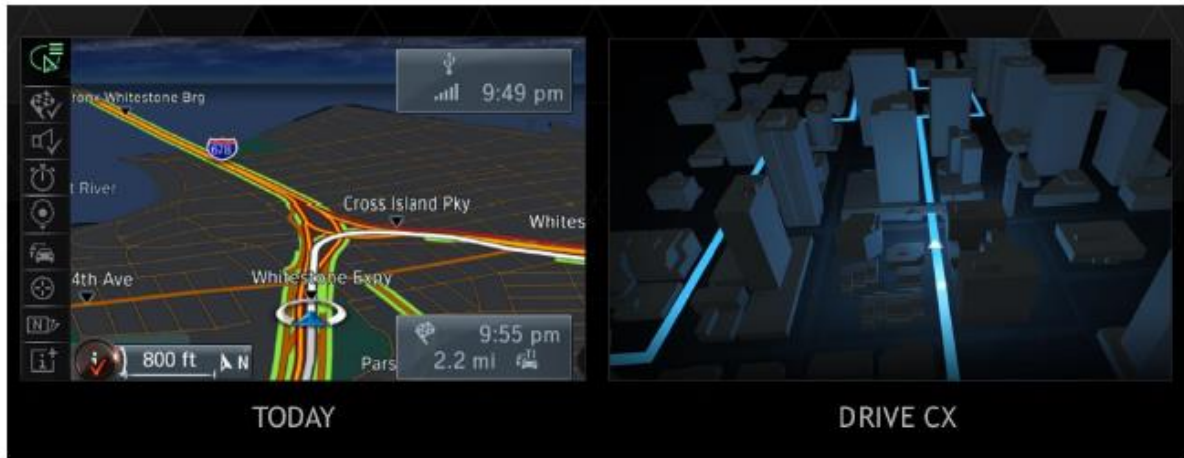 9:49 pm
ronx Whitestone Brg
678
t River
Cross Island Pky
Whites
4th Ave
Whitestone Expy
9:55 pm
2.2 mi
800 ft
N
Pars
TODAY
DRIVE CX